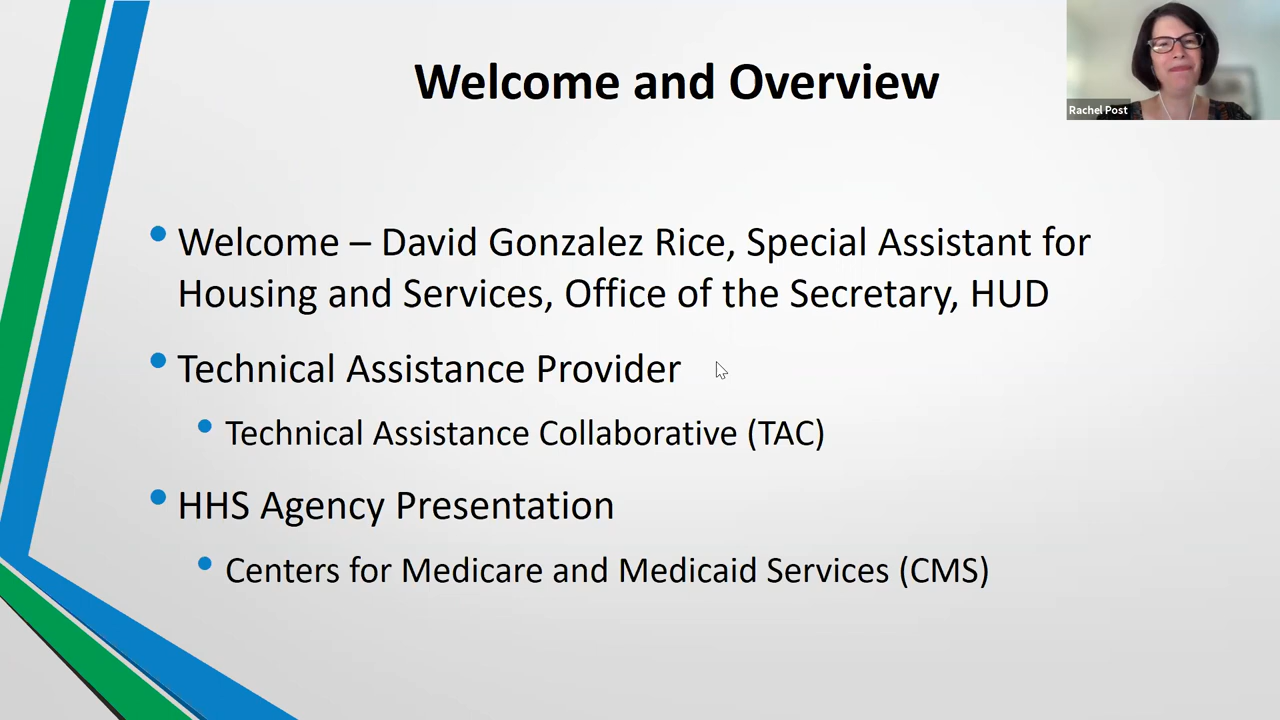 Welcome and Overview
Rachel Post
• Welcome – David Gonzalez Rice, Special Assistant for
Housing and Services, Office of the Secretary, HUD
• Technical Assistance Provider
• Technical Assistance Collaborative (TAC)
• HHS Agency Presentation
• Centers for Medicare and Medicaid Services (CMS)